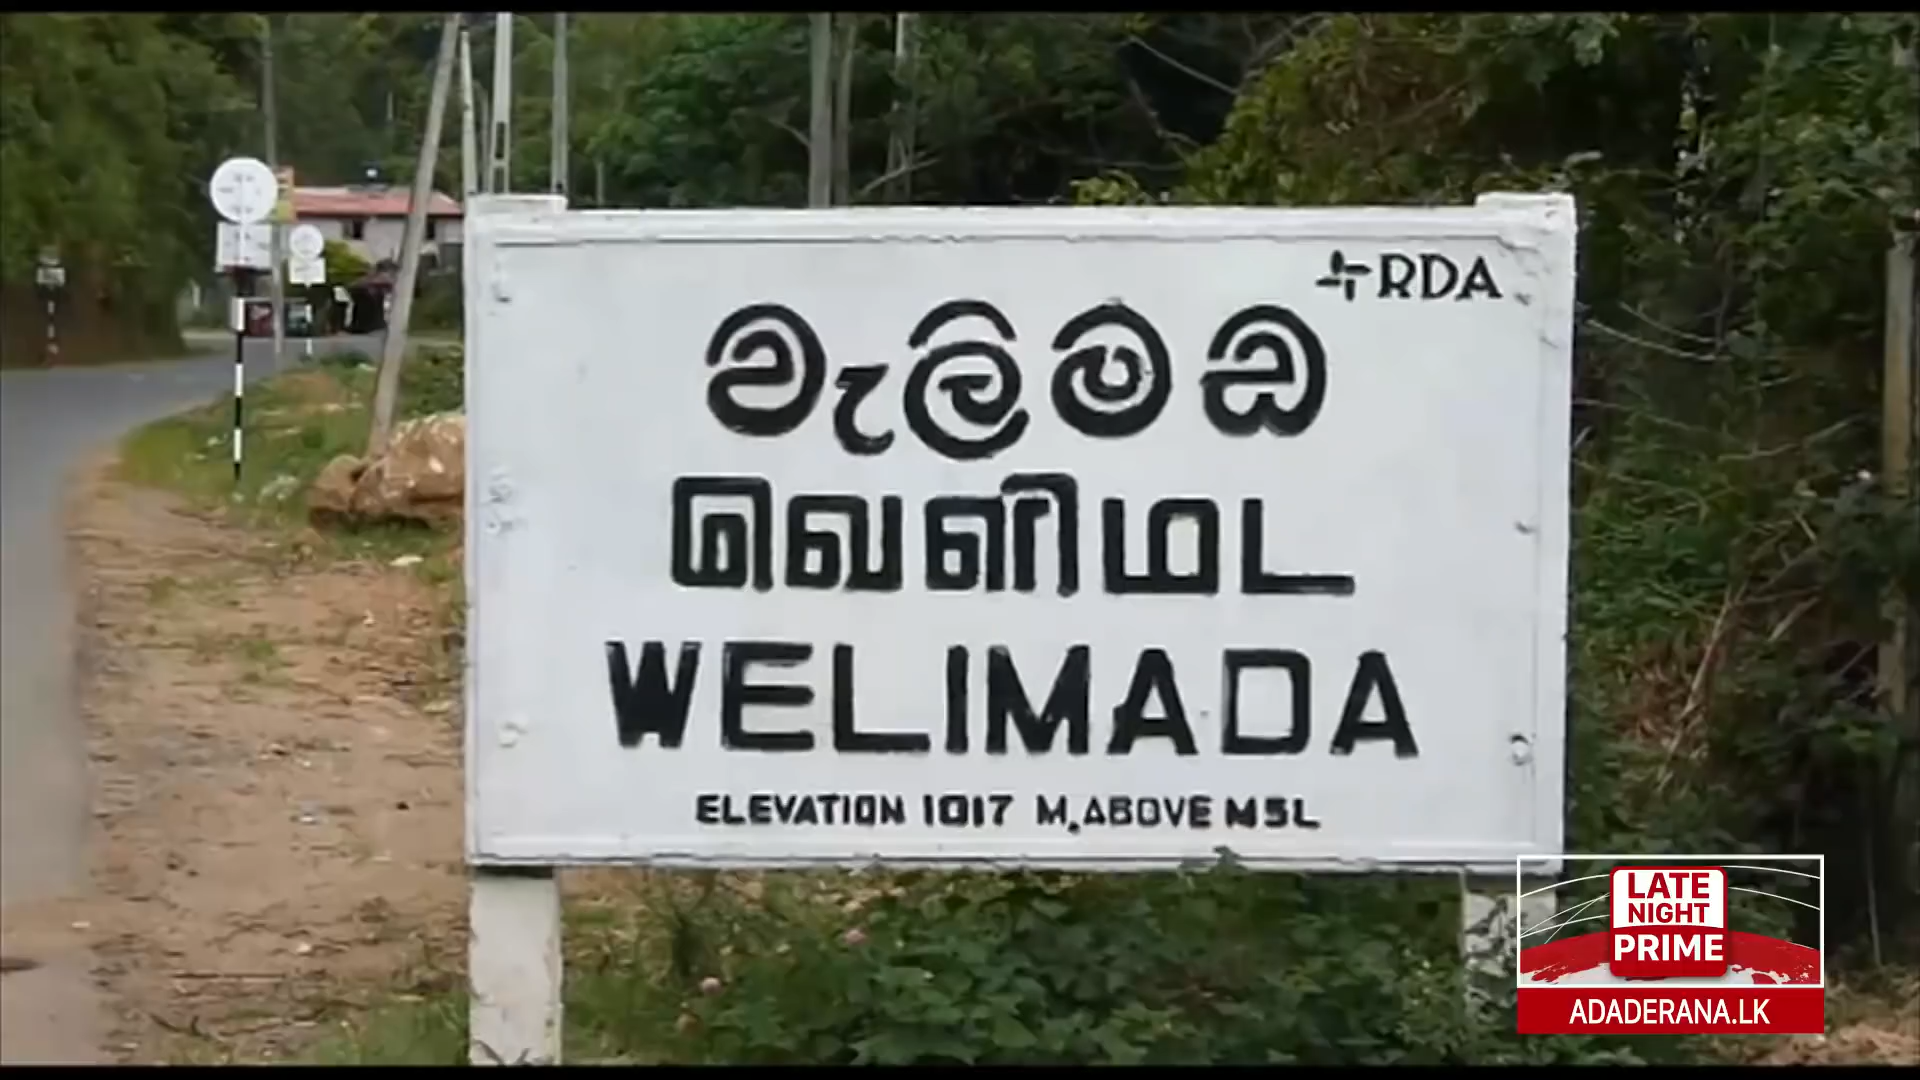 RDA
වැලිමඩ
வெளிமட
WELIMADA
ELEVATION 1017 M.ABOVE MSL
LATE
NIGHT
PRIME
ADADERANA.LK